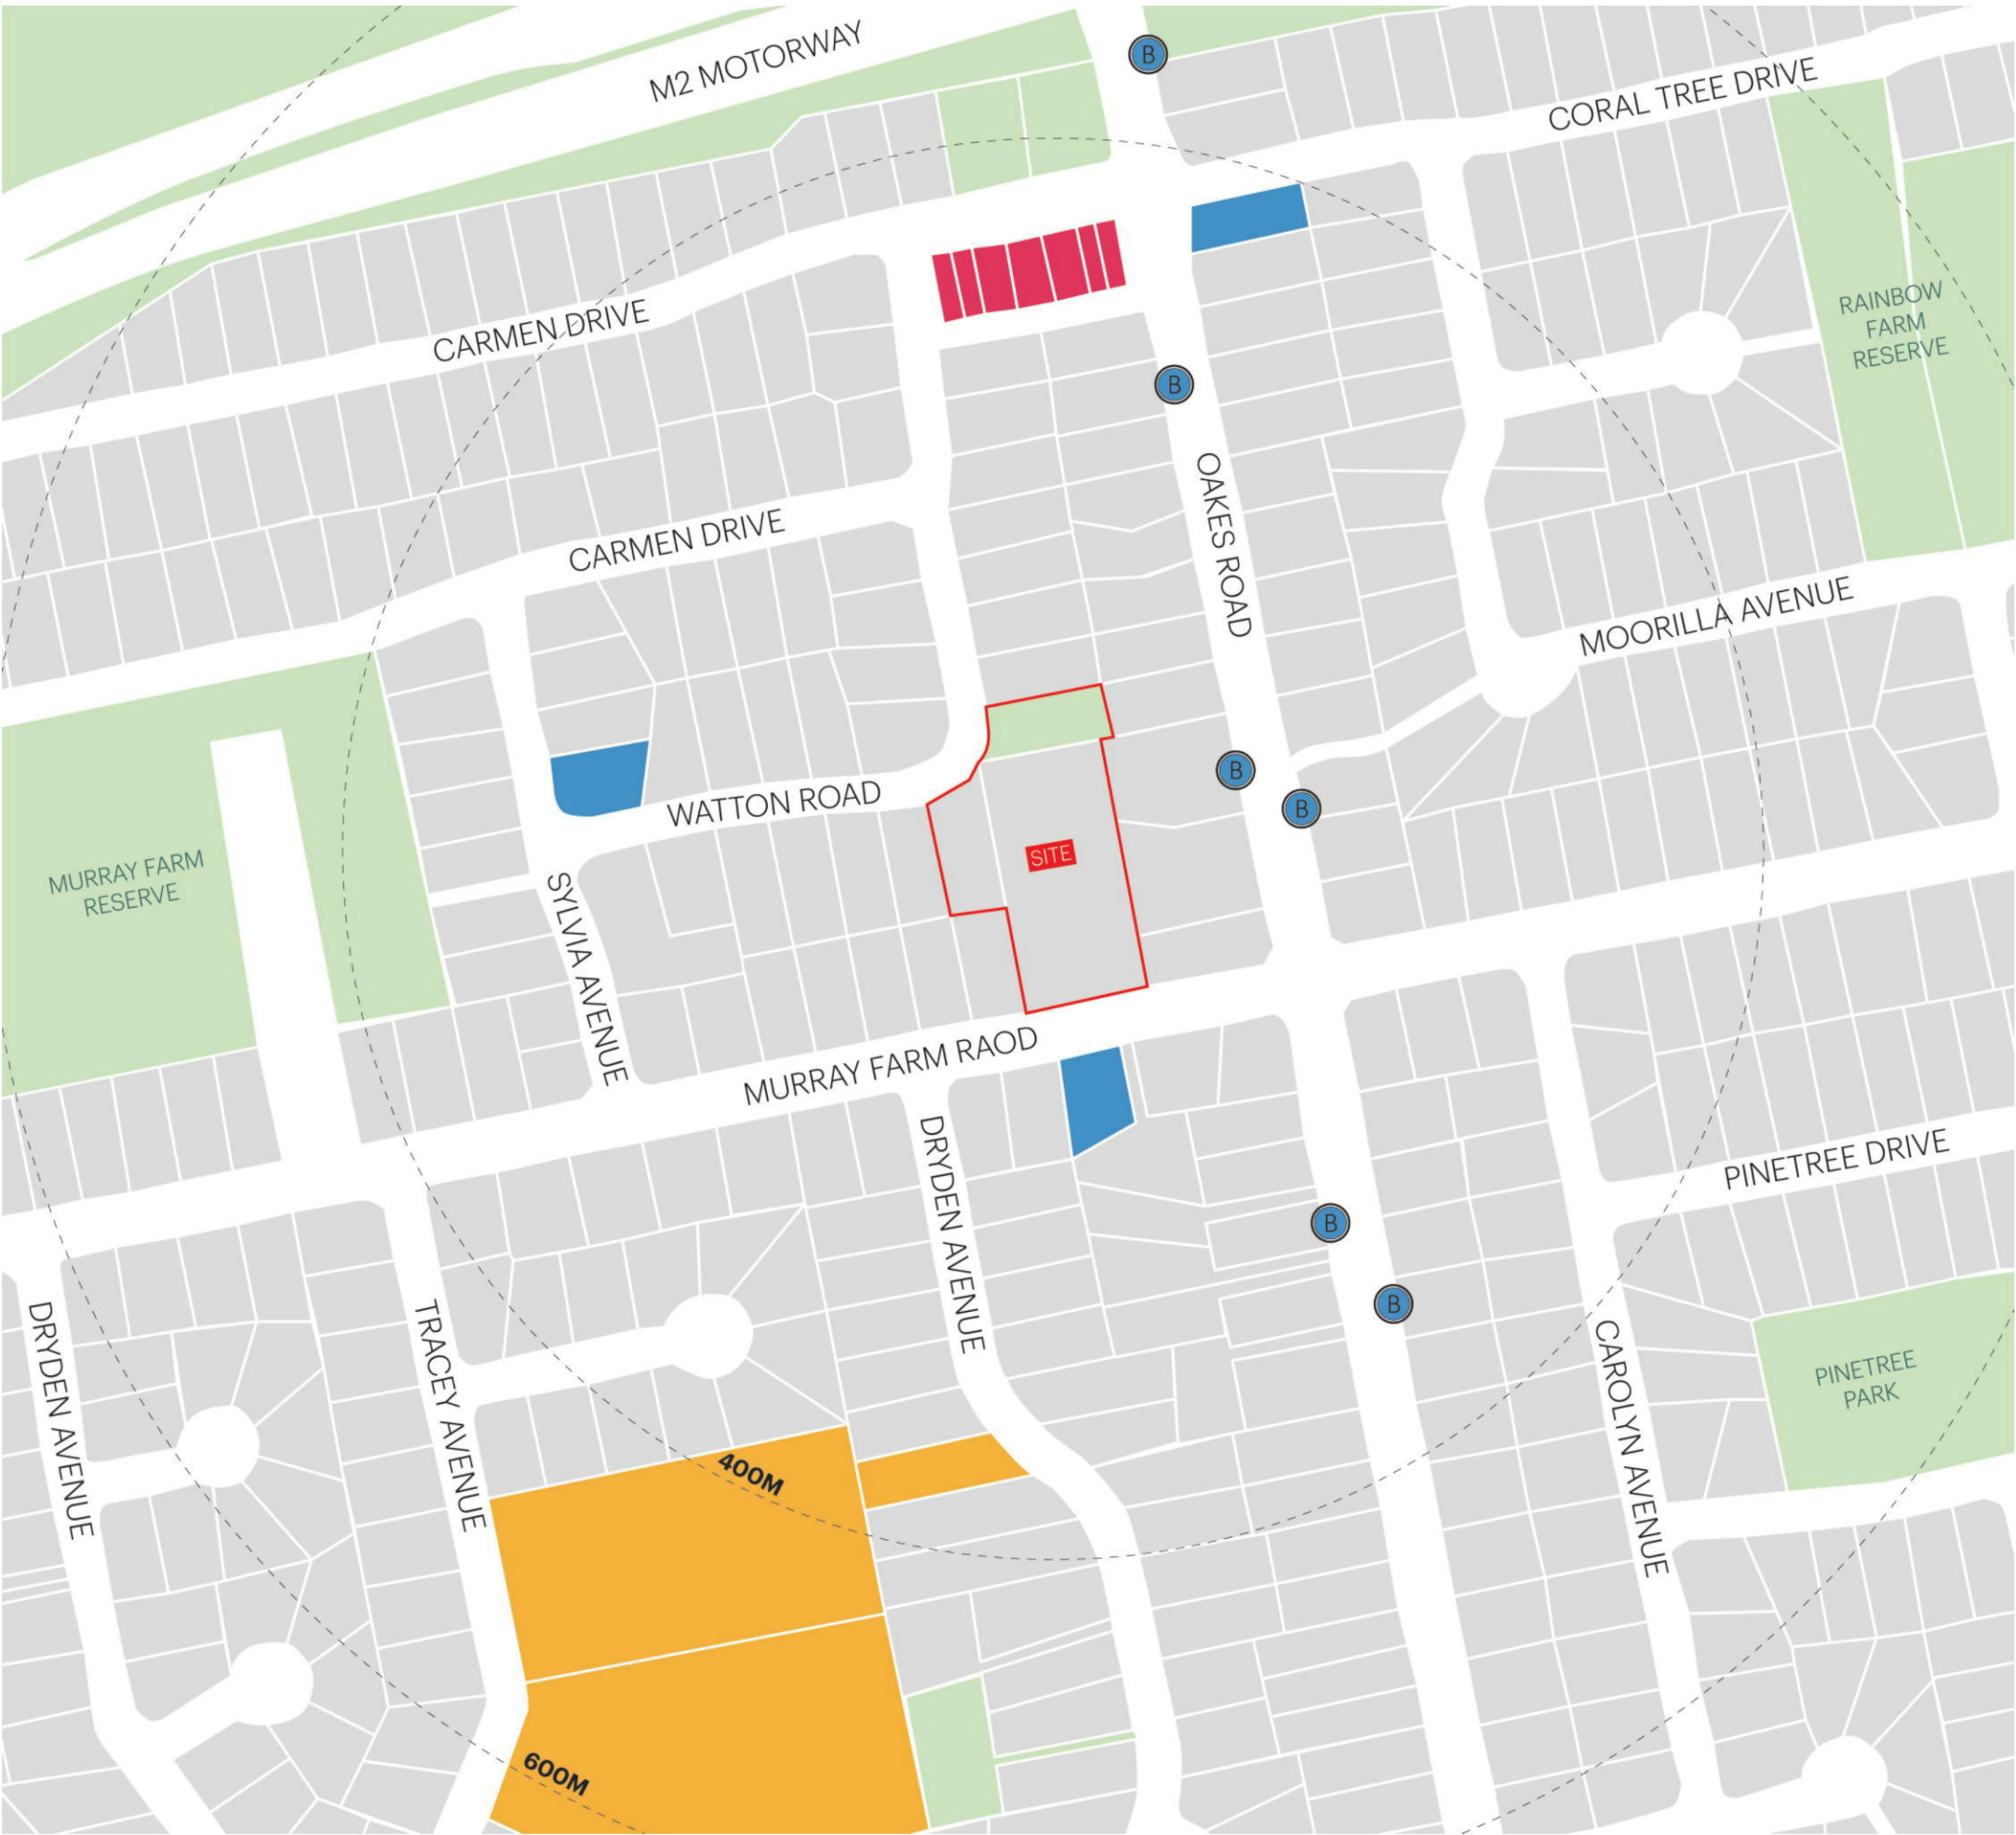 M2 MOTORWAY
B
CORAL TREE DRIVE
CARMEN DRIVE
RAINBOW
FARM
RESERVE
B
OAKES ROAD
CARMEN DRIVE
MOORILLA AVENUE
B
B
WATTON ROAD
SITE
MURRAY FARM
RESERVE
SYLVIA AVENUE
MURRAY FARM RAOD
DRYDEN AVENUE
PINETREE DRIVE
B
B
DRYDEN AVENUE
TRACEY AVENUE
CAROLYN AVENUE
PINETREE
PARK
400M
600M